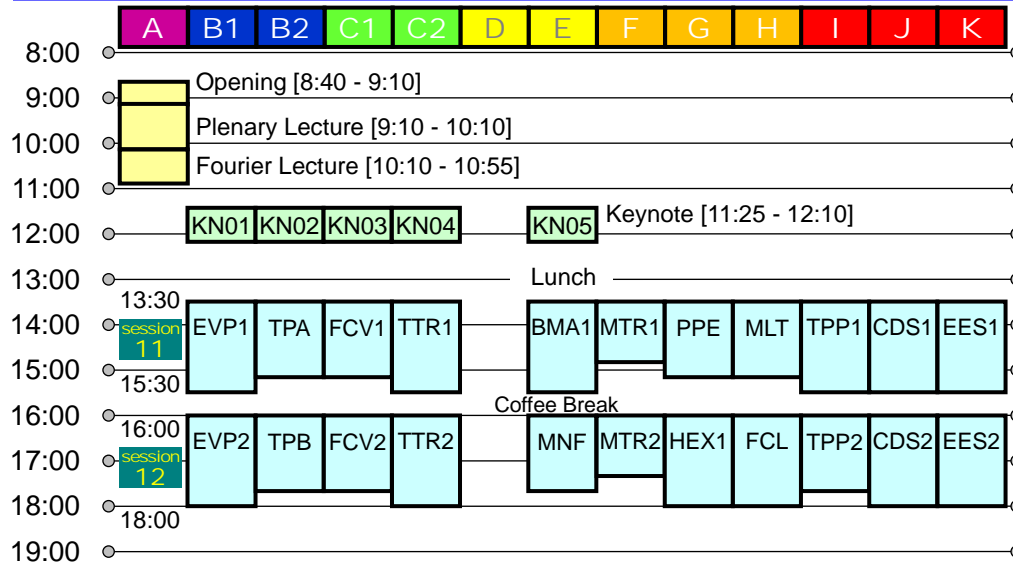 A B1 B2 C1 C2 D E F G H I J K
8:00
Opening [8:40 - 9:10]
9:00
Plenary Lecture [9:10 - 10:10]
10:00
Fourier Lecture [10:10 - 10:55]
11:00
KN01 KN02 KN03 KN04 KN05 Keynote [11:25 - 12:10]
12:00
13:00 Lunch
13:30
14:00 session 11 EVP1 TPA FCV1 TTR1 BMA1 MTR1 PPE MLT TPP1 CDS1 EES1
15:00
15:30
Coffee Break
16:00
16:00
EVP2 TPB FCV2 TTR2 MNF MTR2 HEX1 FCL TPP2 CDS2 EES2
17:00 session 12
18:00
18:00
19:00